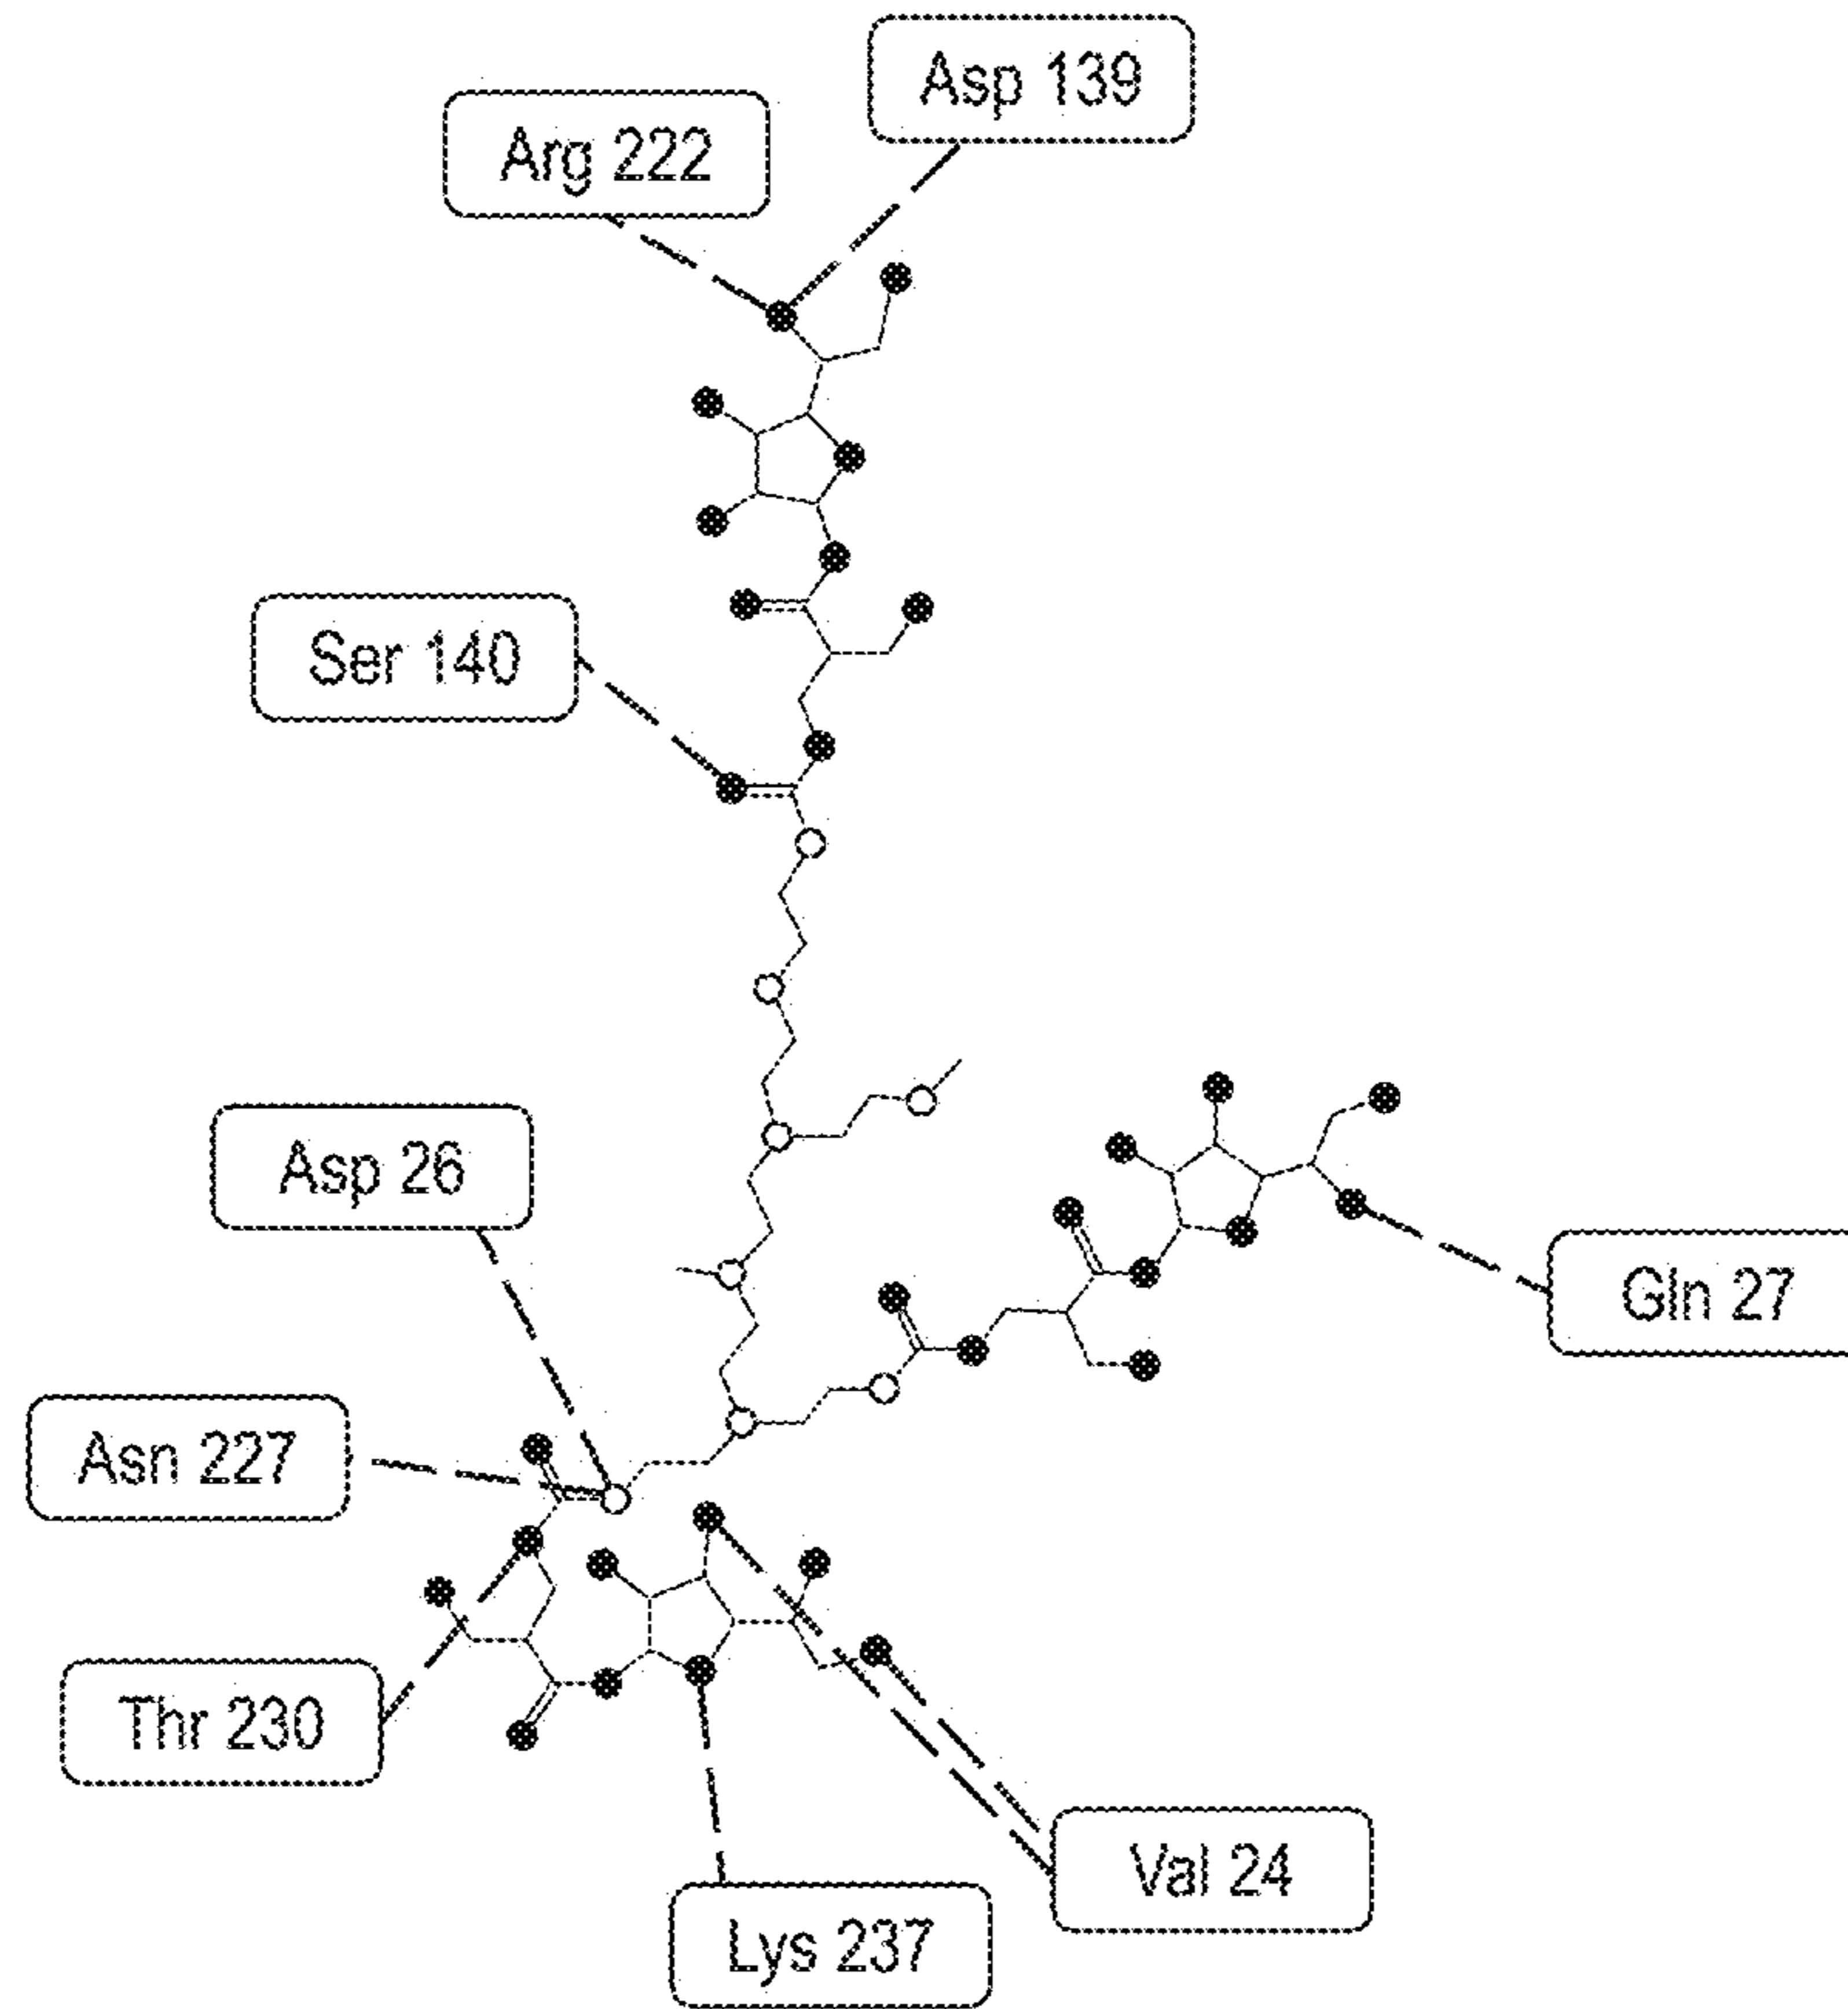 Asp 139
Arg 222
Ser 140
Asp 26
Gln 27
Asn 227
Thr 230
Val 24
Lys 237